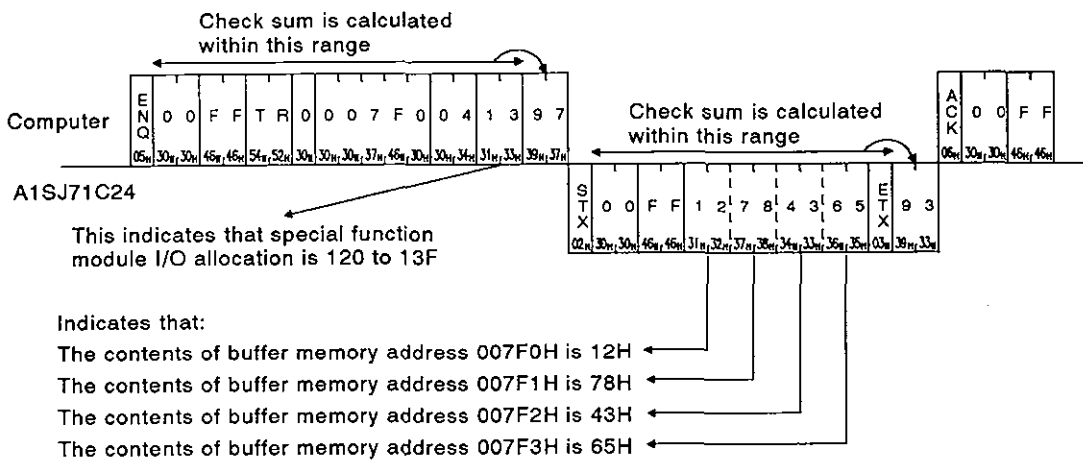 Check sum is calculated
within this range
Computer
ENQ 0 0 F F T R 0 0 0 7 F 0 0 4 1 3 9 7
05H 30H, 30H 46H, 46H 54H, 52H 30H 30H, 30H, 37H, 46H, 30H 30H, 34H 31H, 33H 39H, 37H
ACK 0 0 F F
06H 30H, 30H 46H, 46H
Check sum is calculated
within this range
A1SJ71C24
STX 0 0 F F 1 2 7 8 4 3 6 5 ETX 9 3
02H 30H, 30H 46H, 46H 31H, 32H 37H, 38H 34H, 33H 36H, 35H 03H 39H, 33H
This indicates that special function
module I/O allocation is 120 to 13F
Indicates that:
The contents of buffer memory address 007F0H is 12H
The contents of buffer memory address 007F1H is 78H
The contents of buffer memory address 007F2H is 43H
The contents of buffer memory address 007F3H is 65H